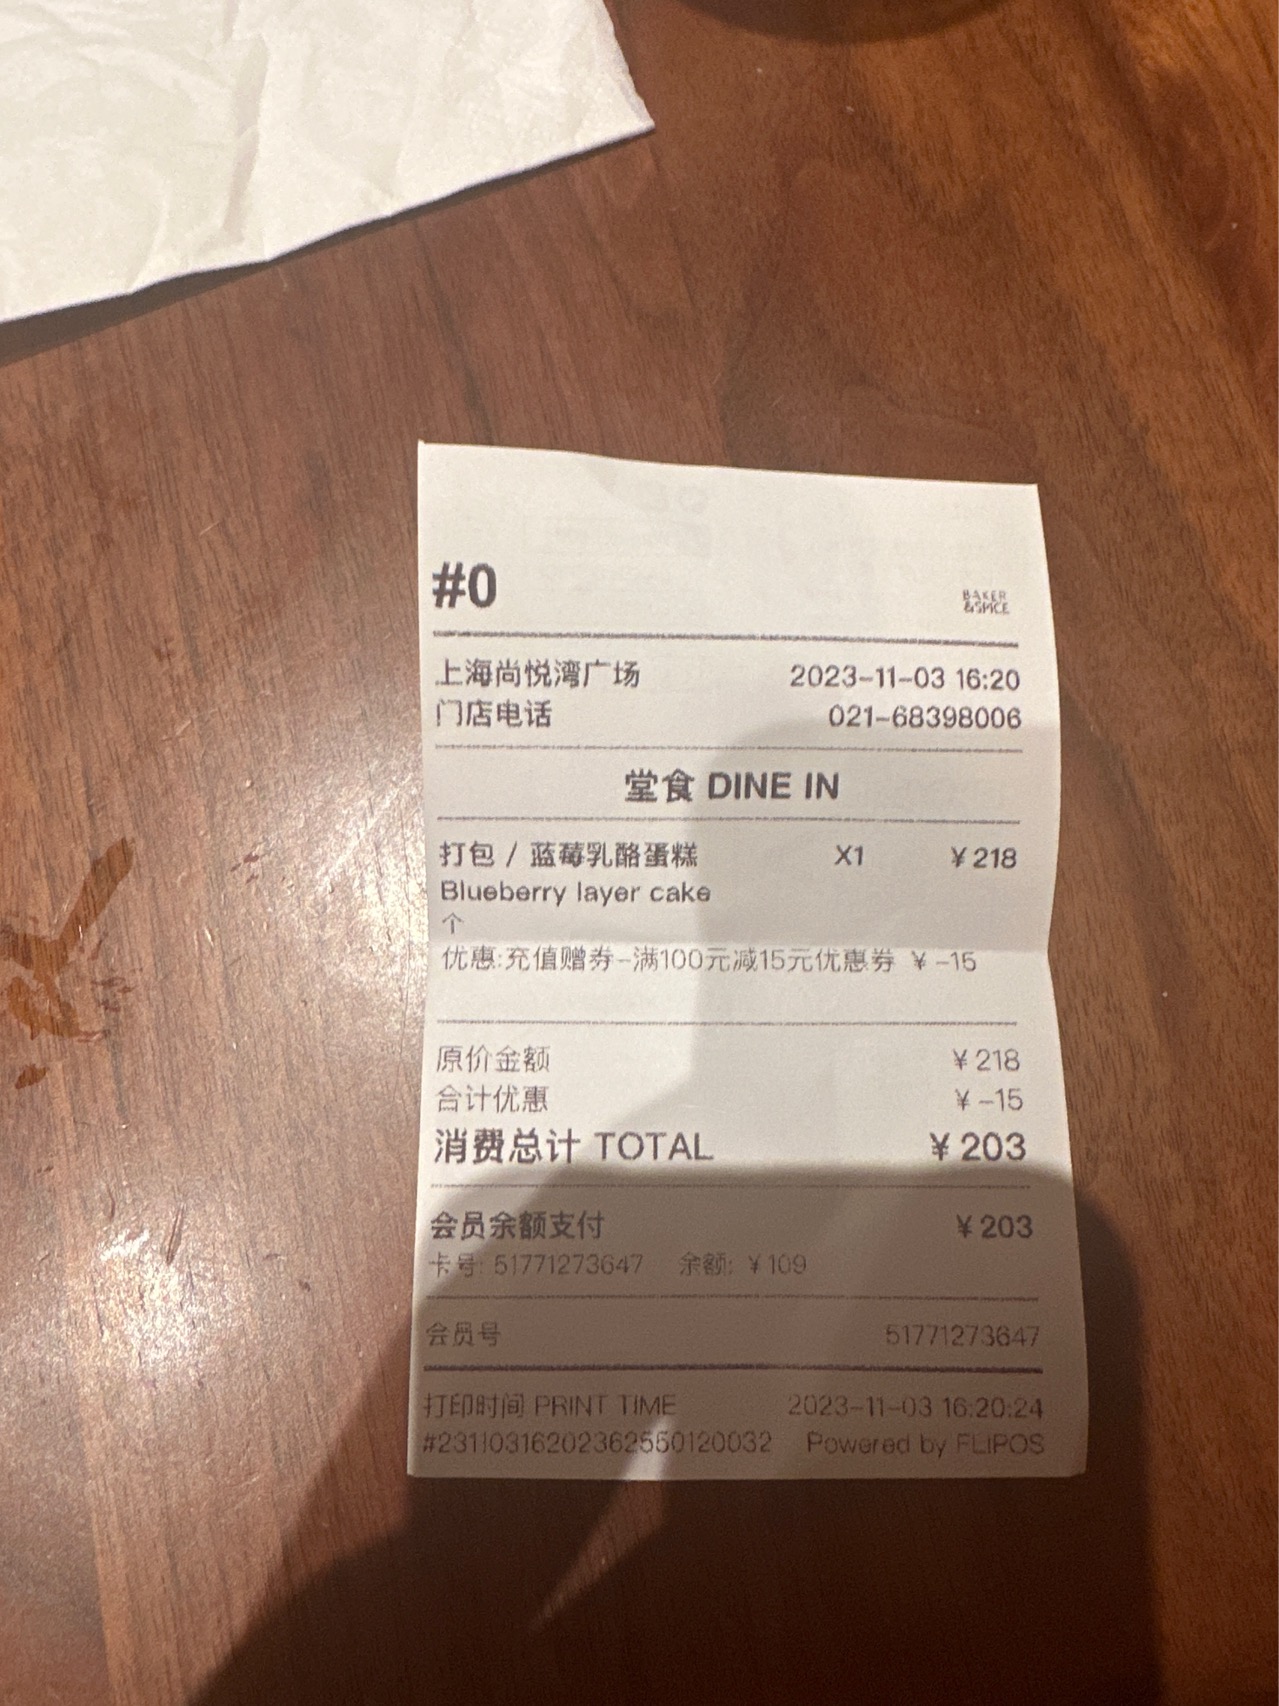 #0
BAKER
&SPICE
上海尚悦湾广场 2023-11-03 16:20
门店电话 021-68398006
堂食 DINE IN
打包 / 蓝莓乳酪蛋糕 X1 ¥218
Blueberry layer cake
个
优惠:充值赠券-满100元减15元优惠券 ¥ -15
原价金额 ¥218
合计优惠 ¥ -15
消费总计 TOTAL ¥203
会员余额支付 ¥203
卡号: 51771273647 余额: ¥109
会员号 51771273647
打印时间 PRINT TIME 2023-11-03 16:20:24
#23110316202362550120032 Powered by FLIPOS